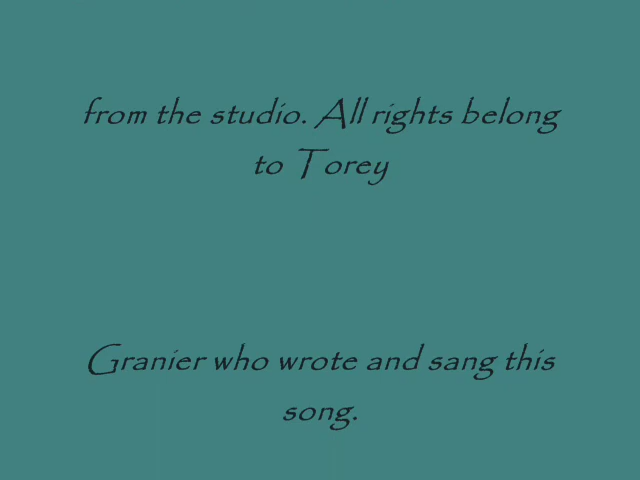 from the studio. All rights belong
to Torey
Granier who wrote and sang this
song.